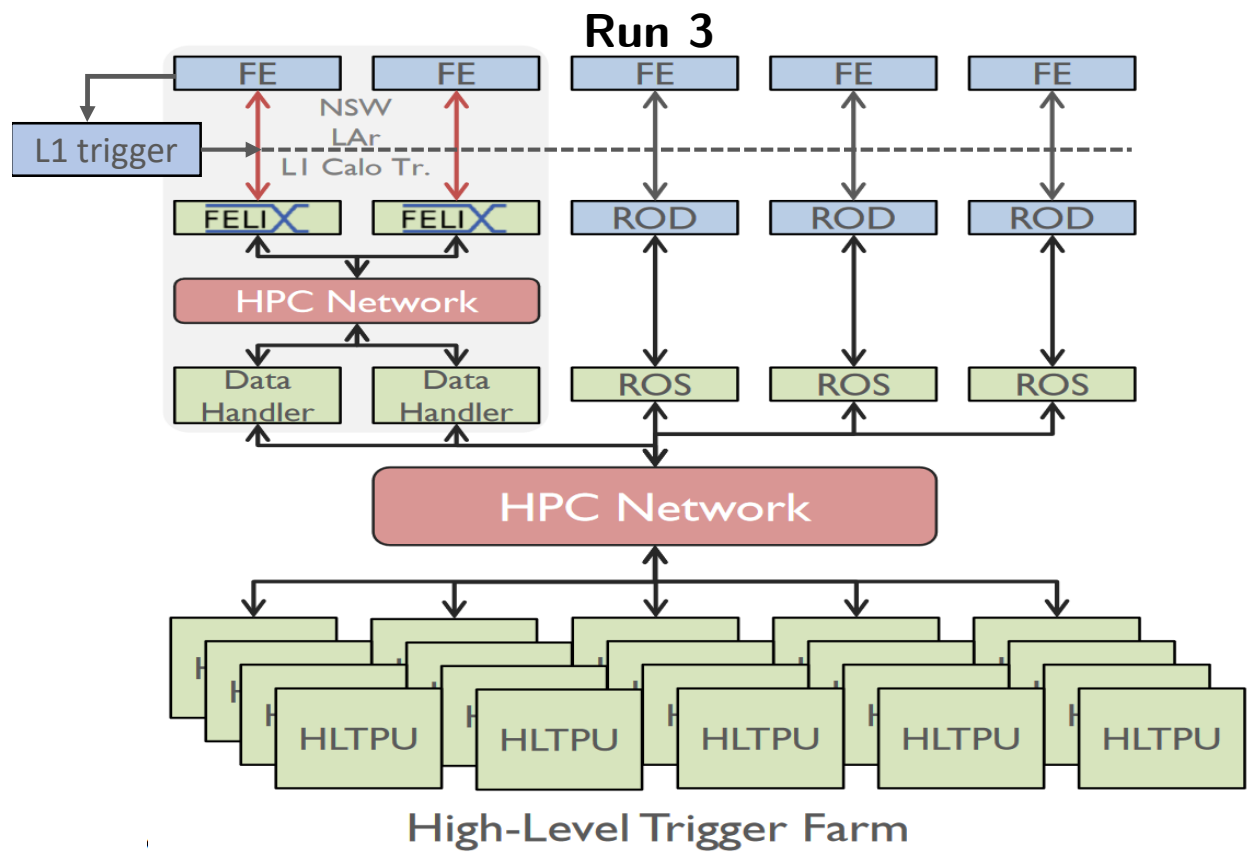 Run 3
FE FE FE FE FE
NSW
LAr
L1 Calo Tr.
L1 trigger
FELIX FELIX ROD ROD ROD
HPC Network
Data Handler Data Handler ROS ROS ROS
HPC Network
H H H H H
H H H H H
H H H H H
HLTPU HLTPU HLTPU HLTPU HLTPU
High-Level Trigger Farm